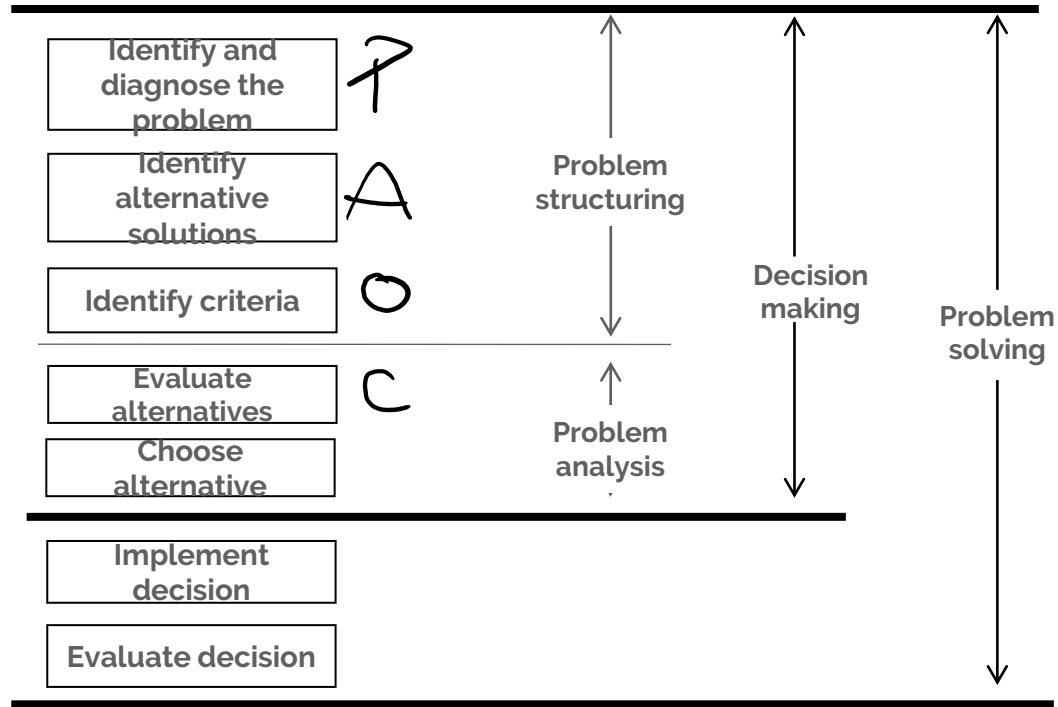 Identify and
diagnose the
problem
P
Identify
alternative
solutions
A
Identify criteria
O
Evaluate
alternatives
C
Choose
alternative
Implement
decision
Evaluate decision
Problem
structuring
Problem
analysis
Decision
making
Problem
solving